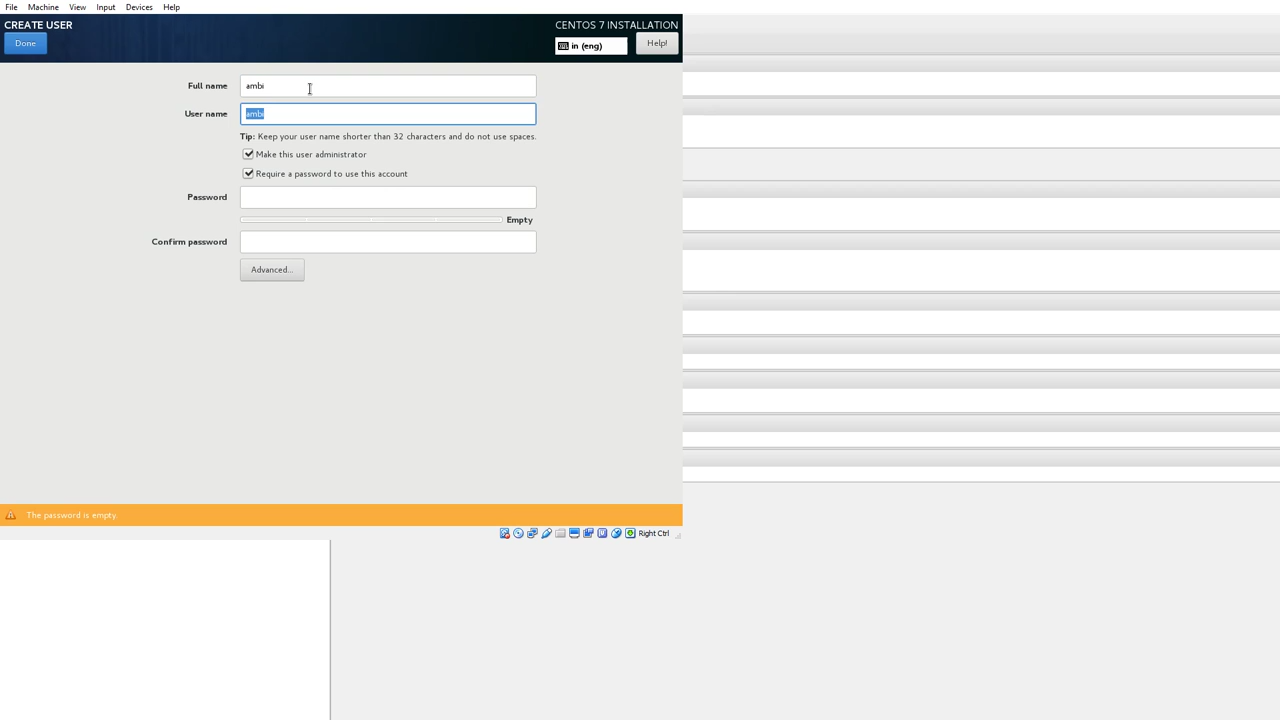 File Machine View Input Devices Help
CREATE USER
CENTOS 7 INSTALLATION
Done
in (eng)
Help!
Full name ambi
User name ambi
Tip: Keep your user name shorter than 32 characters and do not use spaces.
Make this user administrator
Require a password to use this account
Password
Empty
Confirm password
Advanced...
The password is empty.
Right Ctrl